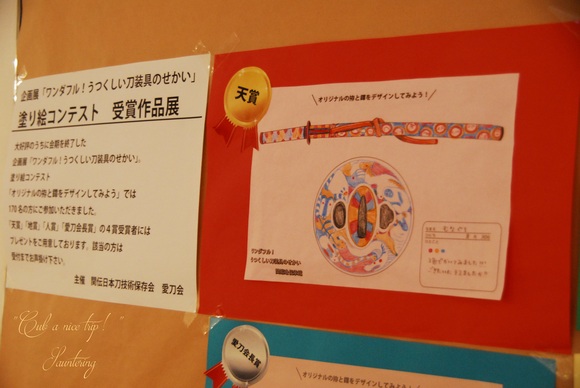 企画展「ワンダフル！うつくしい刀装具のせかい」
塗り絵コンテスト　受賞作品展
大好評のうちに会期を終了した
企画展「ワンダフル！うつくしい刀装具のせかい」。
塗り絵コンテスト
「オリジナルの柄と鐔をデザインしてみよう」では
170名の方にご参加いただきました。
「天賞」「地賞」「人賞」「愛刀会長賞」の４賞受賞者には
プレゼントをご用意しております。該当の方は
受付までお声掛け下さい。
主催　関伝日本刀技術保存会　愛刀会
天賞
＼オリジナルの柄と鐔をデザインしてみよう！／
ワンダフル！
うつくしい刀装具のせかい
愛刀会長賞
オリジナルの柄と鐔をデザインしてみよう！
Paintering